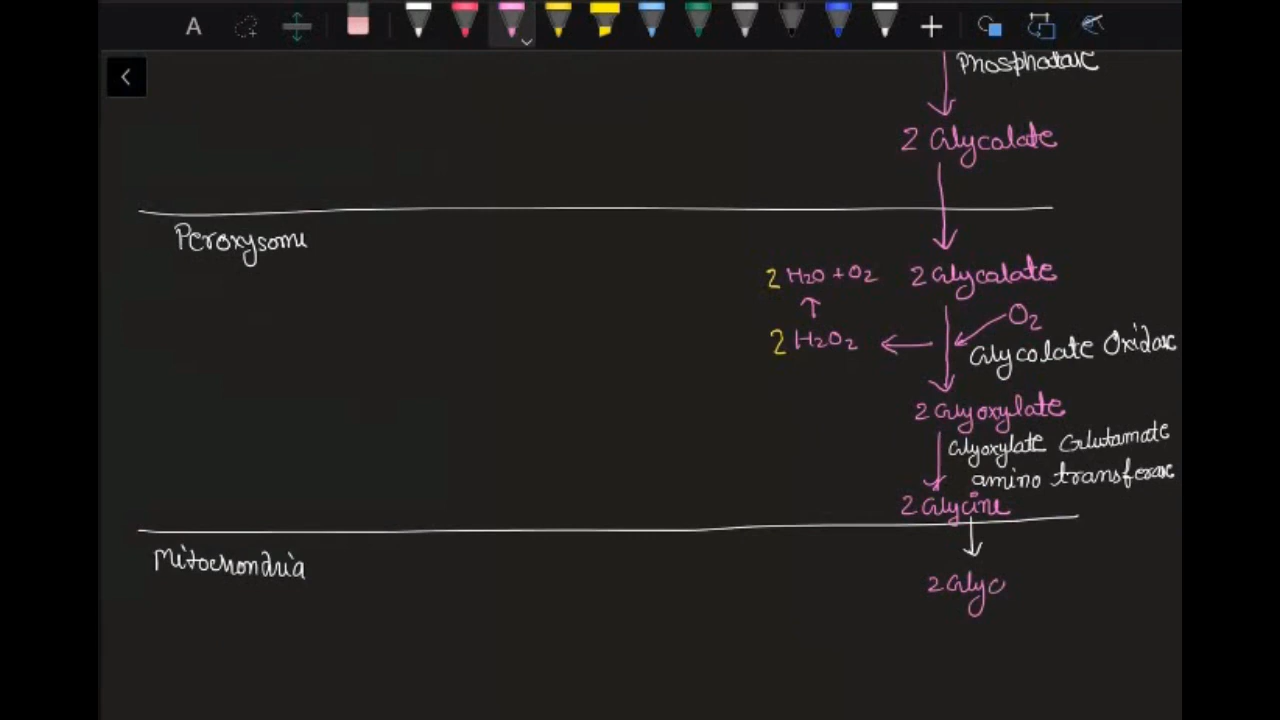 A
Phosphatase
2 Glycolate
Peroxysome
2 H2O + O2
2 Glycolate
O2
2 H2O2
Glycolate Oxidase
2 Glyoxylate
Glyoxylate Glutamate
amino transferase
2 Glycine
Mitochondria
2 Glyc